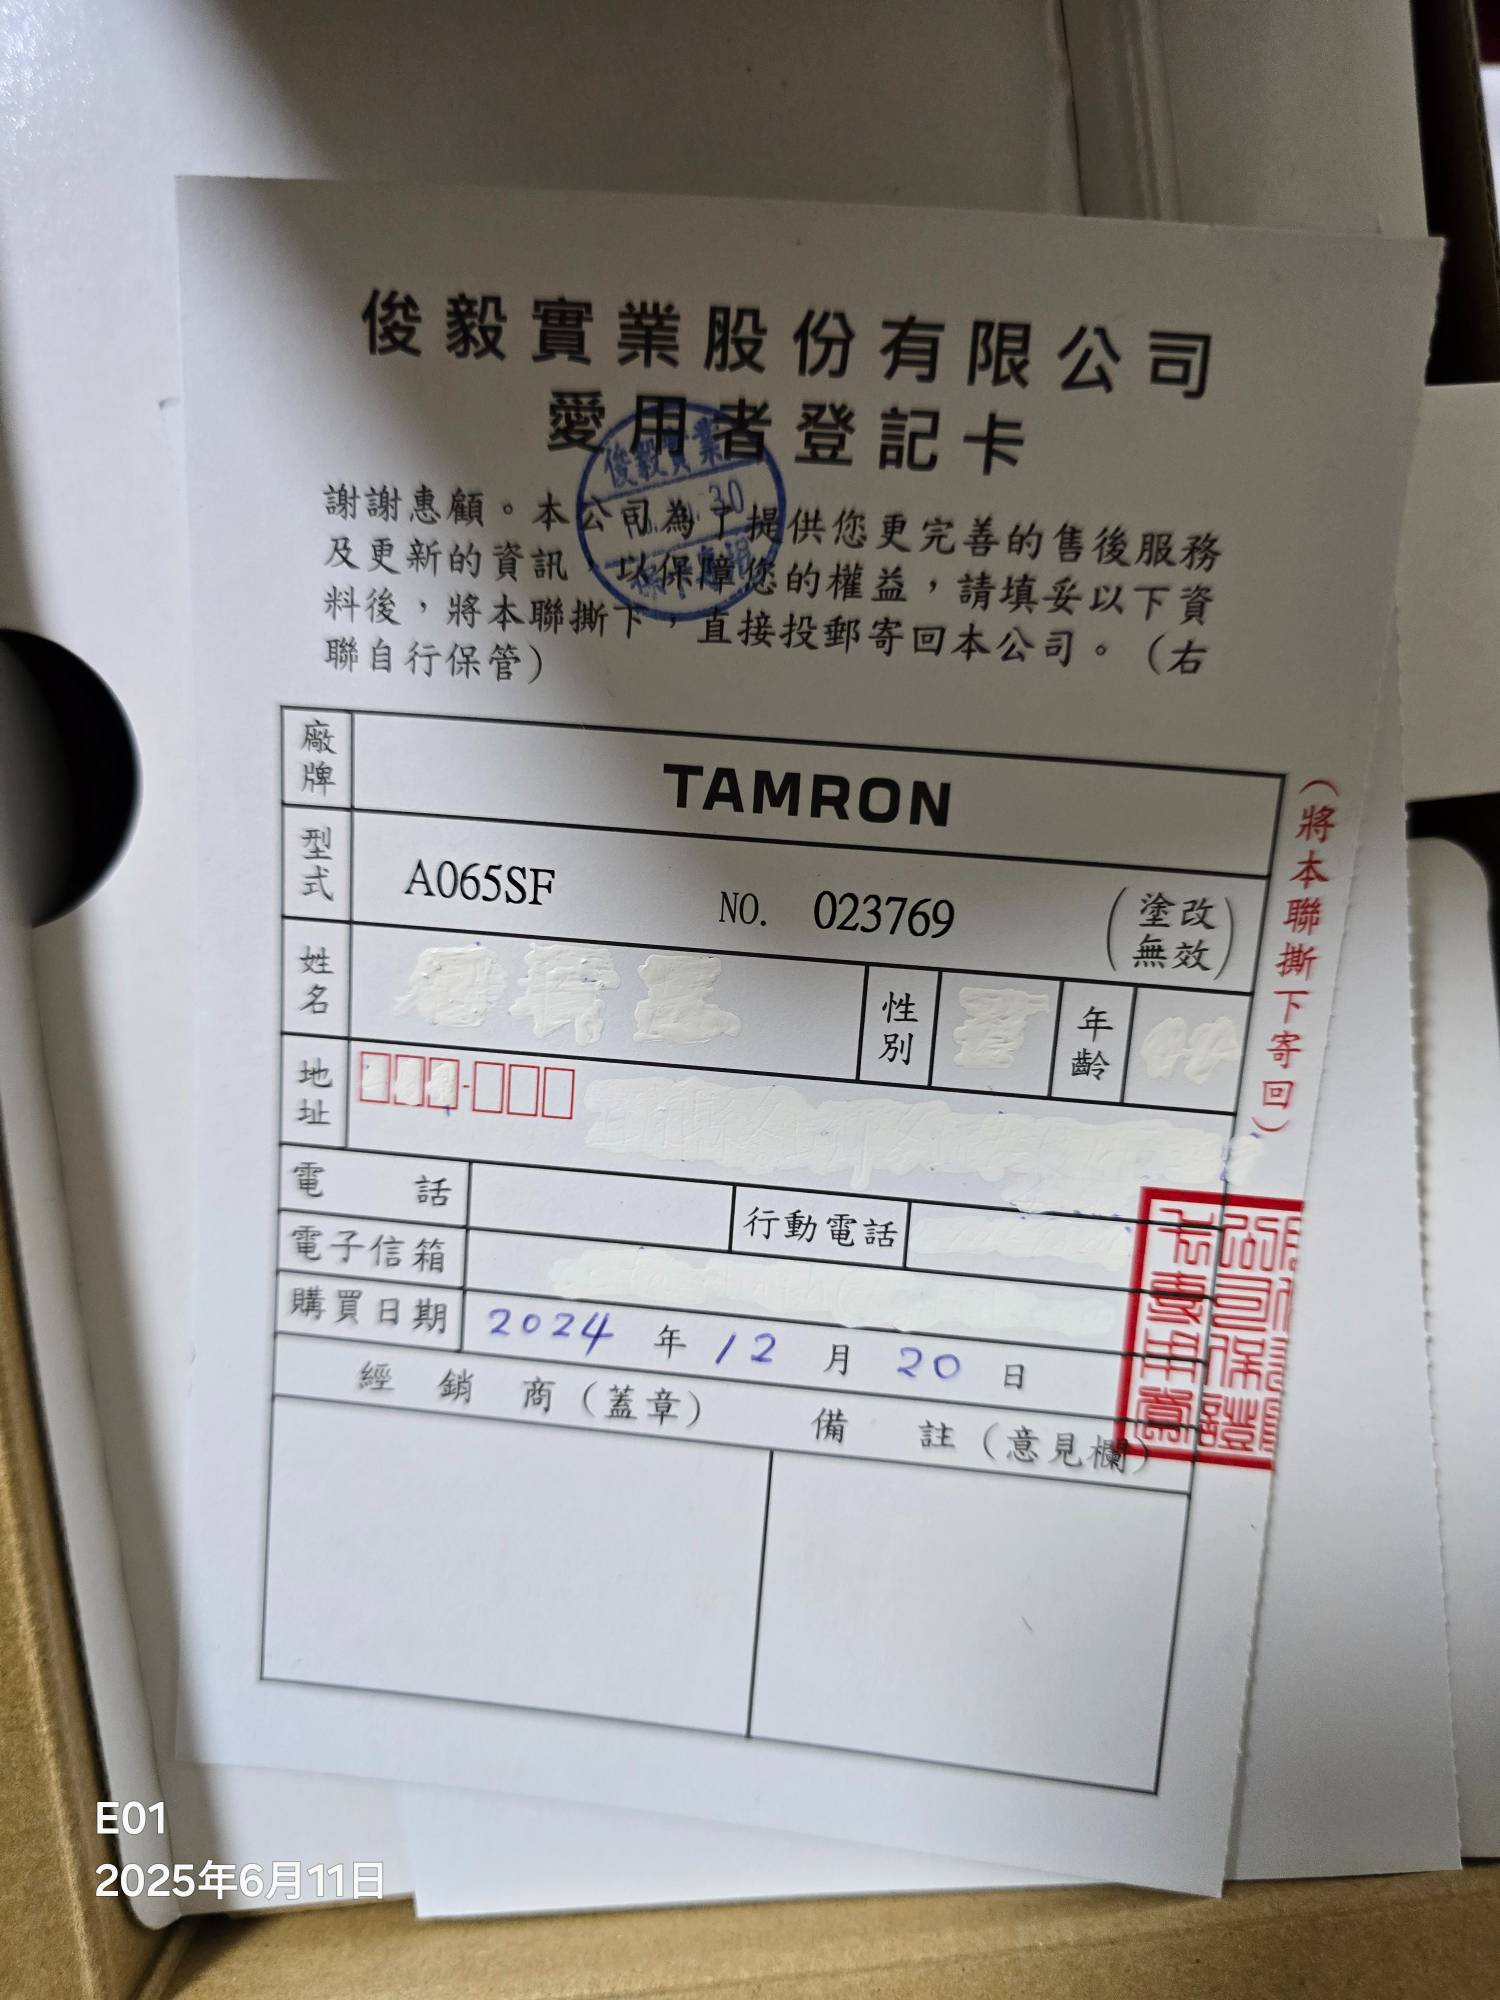 俊毅實業股份有限公司
愛用者登記卡
俊毅實業
30
謝謝惠顧。本公司為了提供您更完善的售後服務
及更新的資訊，以保障您的權益，請填妥以下資
料後，將本聯撕下，直接投郵寄回本公司。（右
聯自行保管）
廠牌 TAMRON
型式 A065SF NO. 023769 （塗改無效）
姓名 性別 年齡
地址
電話 行動電話
電子信箱
購買日期 2024 年 12 月 20 日
經銷商（蓋章） 備註（意見欄）
（將本聯撕下寄回）
E01
2025年6月11日